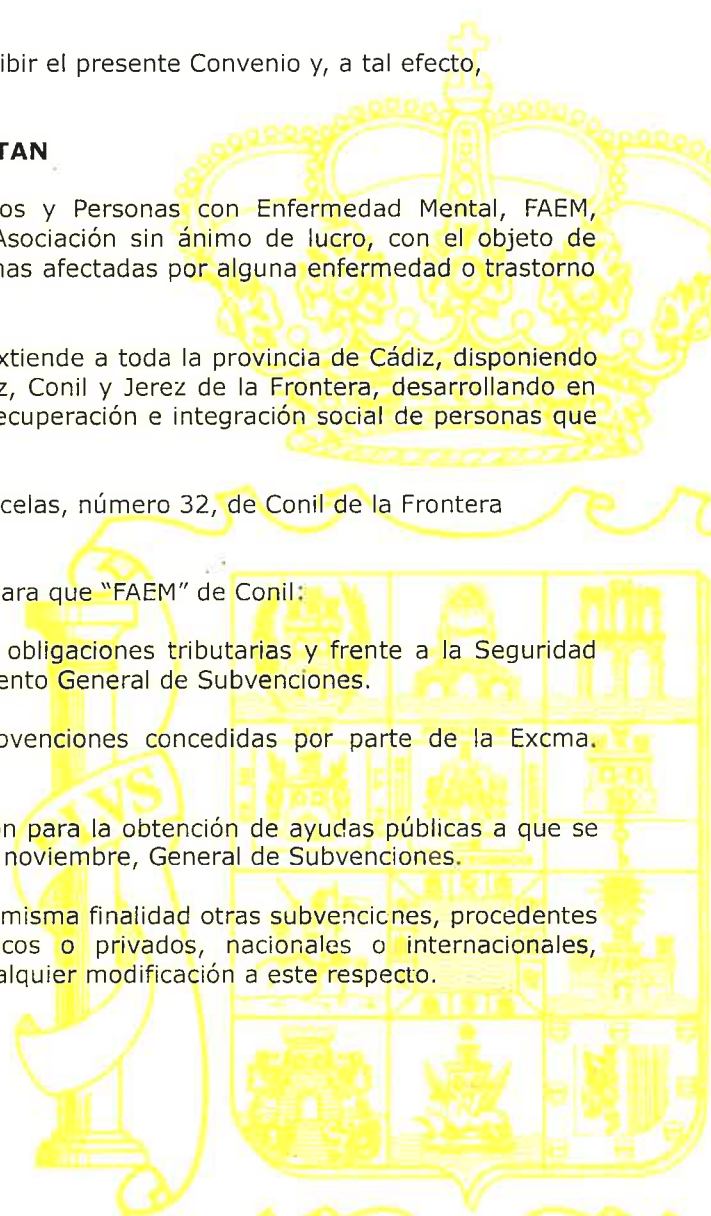 ibir el presente Convenio y, a tal efecto,
TAN
os y Personas con Enfermedad Mental, FAEM,
Asociación sin ánimo de lucro, con el objeto de
nas afectadas por alguna enfermedad o trastorno
xtiende a toda la provincia de Cádiz, disponiendo
z, Conil y Jerez de la Frontera, desarrollando en
ecuperación e integración social de personas que
celas, número 32, de Conil de la Frontera
ara que "FAEM" de Conil:
obligaciones tributarias y frente a la Seguridad
ento General de Subvenciones.
bvenciones concedidas por parte de la Excma.
n para la obtención de ayudas públicas a que se
noviembre, General de Subvenciones.
misma finalidad otras subvenciones, procedentes
cos o privados, nacionales o internacionales,
alquier modificación a este respecto.